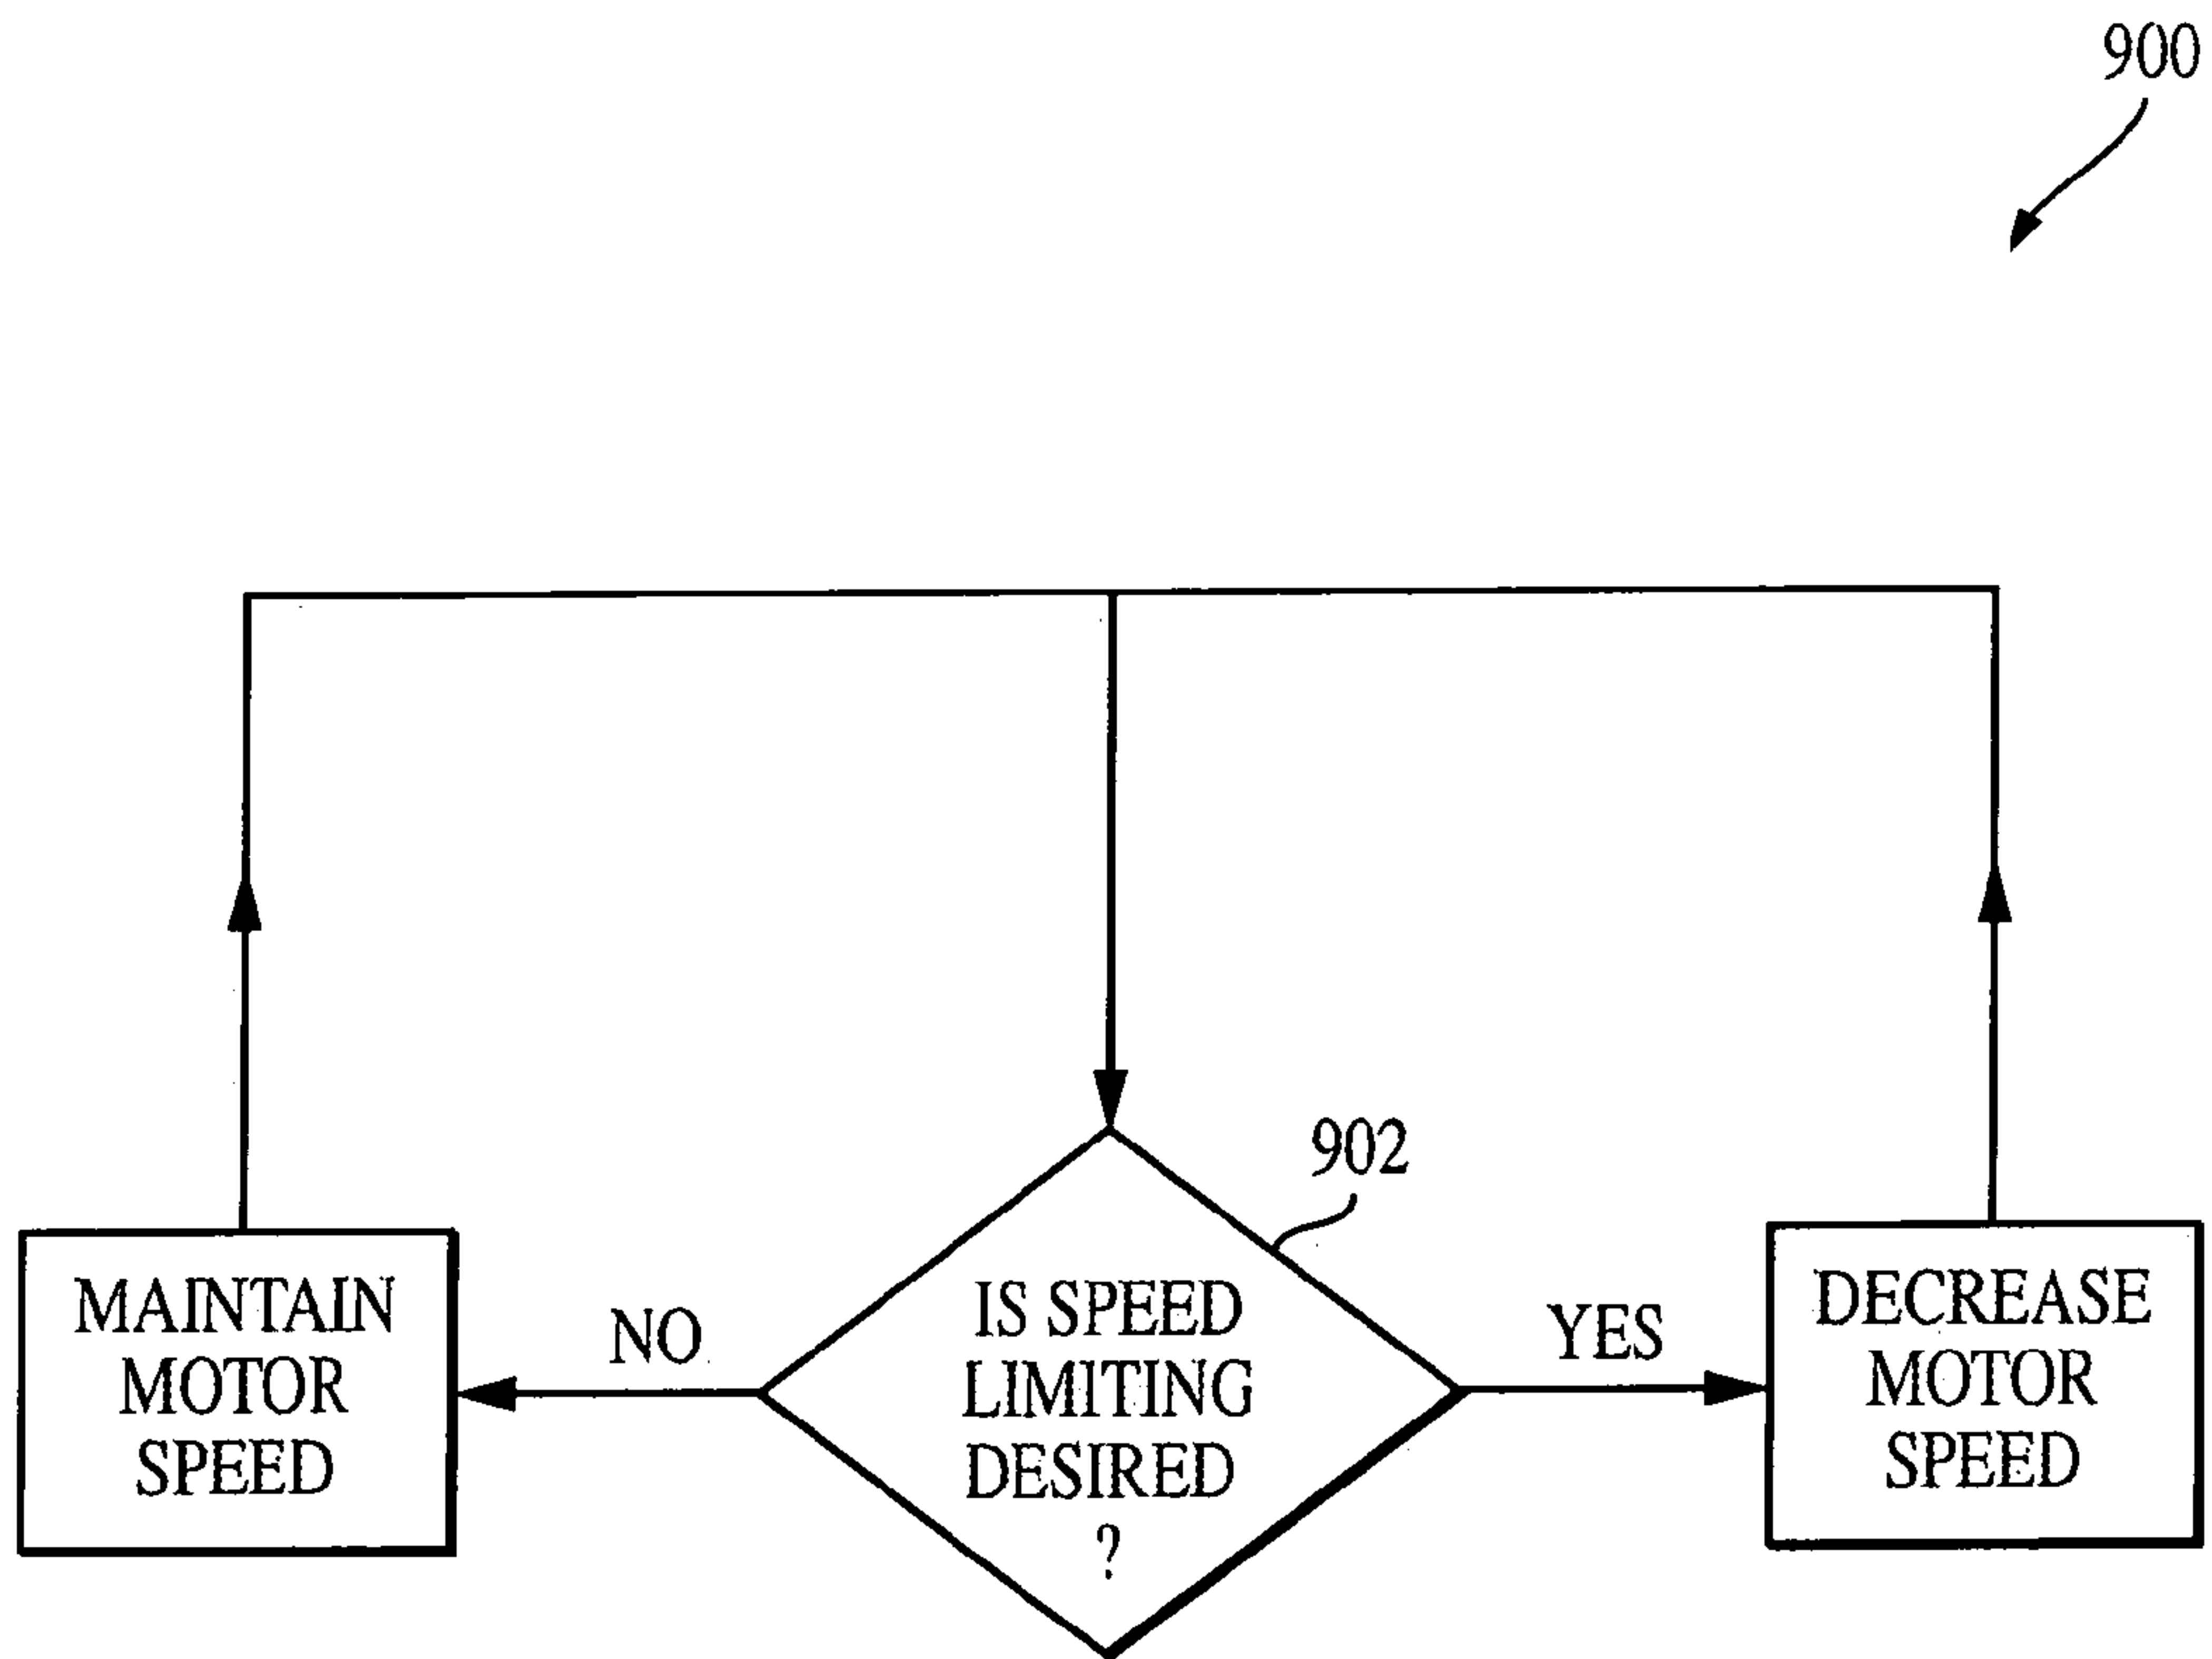 900
902
MAINTAIN
MOTOR
SPEED
NO
IS SPEED
LIMITING
DESIRED
?
YES
DECREASE
MOTOR
SPEED